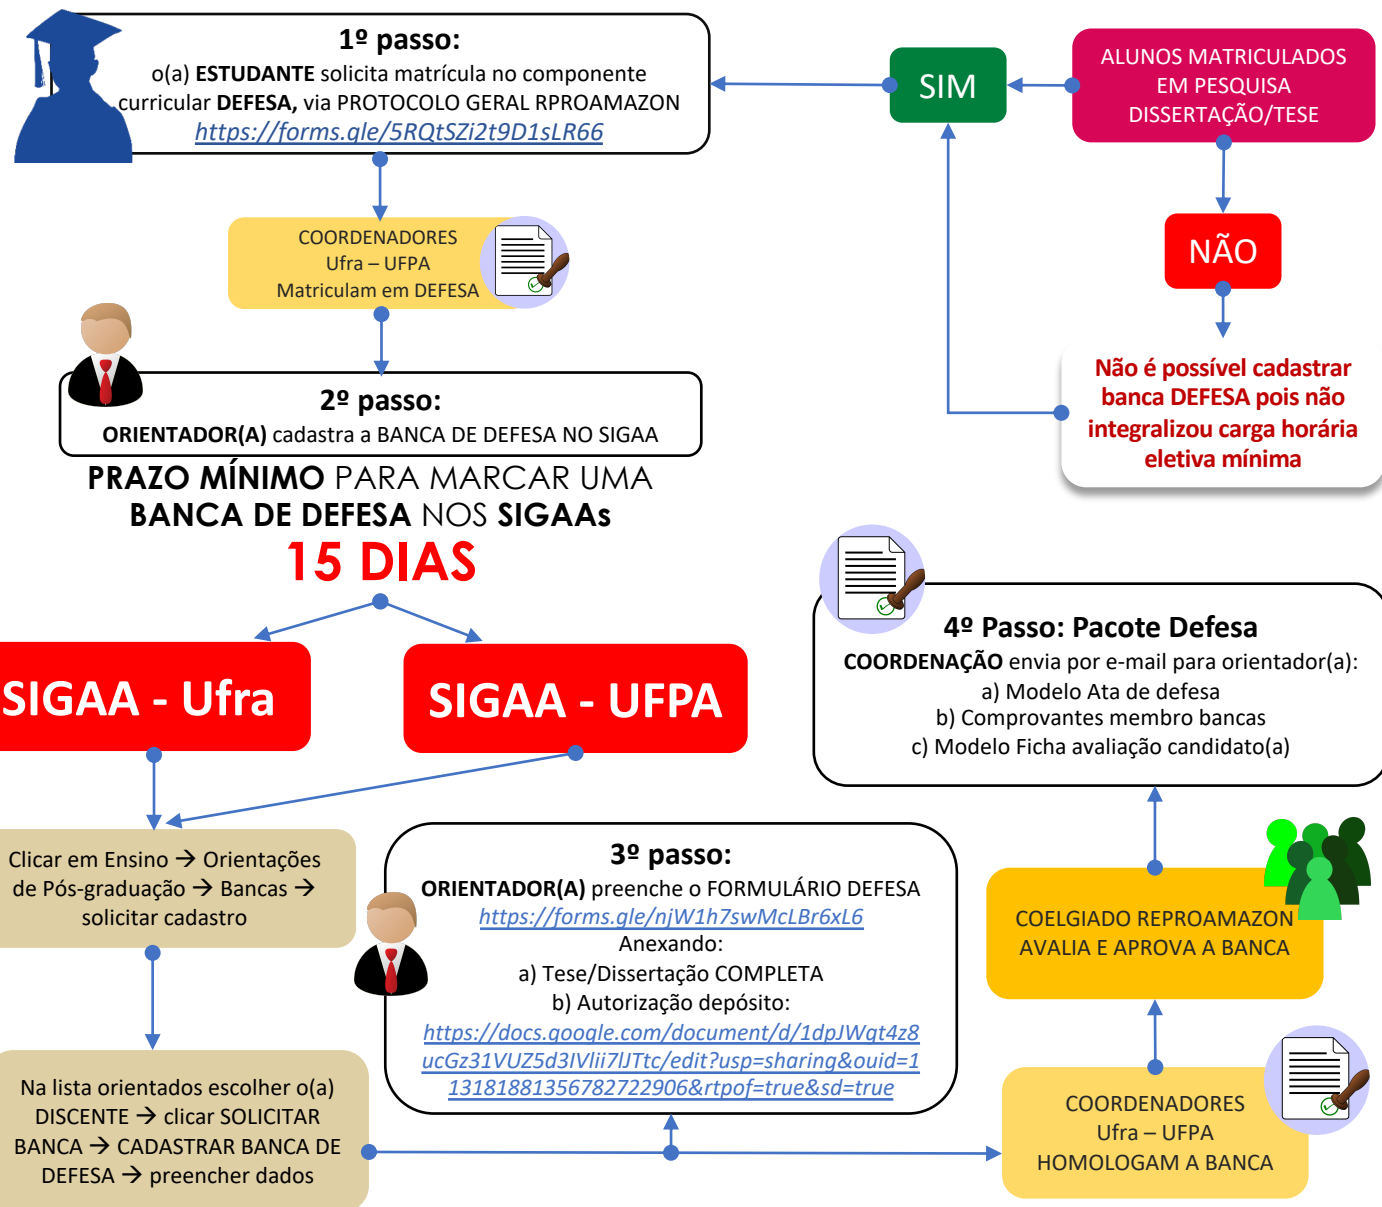 1º passo:
o(a) ESTUDANTE solicita matrícula no componente
curricular DEFESA, via PROTOCOLO GERAL RPROAMAZON
https://forms.gle/5RQtSZi2t9D1sLR66
SIM
ALUNOS MATRICULADOS
EM PESQUISA
DISSERTAÇÃO/TESE
NÃO
Não é possível cadastrar
banca DEFESA pois não
integralizou carga horária
eletiva mínima
COORDENADORES
Ufra – UFPA
Matriculam em DEFESA
2º passo:
ORIENTADOR(A) cadastra a BANCA DE DEFESA NO SIGAA
PRAZO MÍNIMO PARA MARCAR UMA
BANCA DE DEFESA NOS SIGAAs
15 DIAS
SIGAA - Ufra
SIGAA - UFPA
Clicar em Ensino → Orientações
de Pós-graduação → Bancas →
solicitar cadastro
Na lista orientados escolher o(a)
DISCENTE → clicar SOLICITAR
BANCA → CADASTRAR BANCA DE
DEFESA → preencher dados
3º passo:
ORIENTADOR(A) preenche o FORMULÁRIO DEFESA
https://forms.gle/njW1h7swMcLBr6xL6
Anexando:
a) Tese/Dissertação COMPLETA
b) Autorização depósito:
https://docs.google.com/document/d/1dpJWqt4z8
ucGz31VUZ5d3IVlii7lJTtc/edit?usp=sharing&ouid=1
13181881356782722906&rtpof=true&sd=true
COORDENADORES
Ufra – UFPA
HOMOLOGAM A BANCA
COELGIADO REPROAMAZON
AVALIA E APROVA A BANCA
4º Passo: Pacote Defesa
COORDENAÇÃO envia por e-mail para orientador(a):
a) Modelo Ata de defesa
b) Comprovantes membro bancas
c) Modelo Ficha avaliação candidato(a)